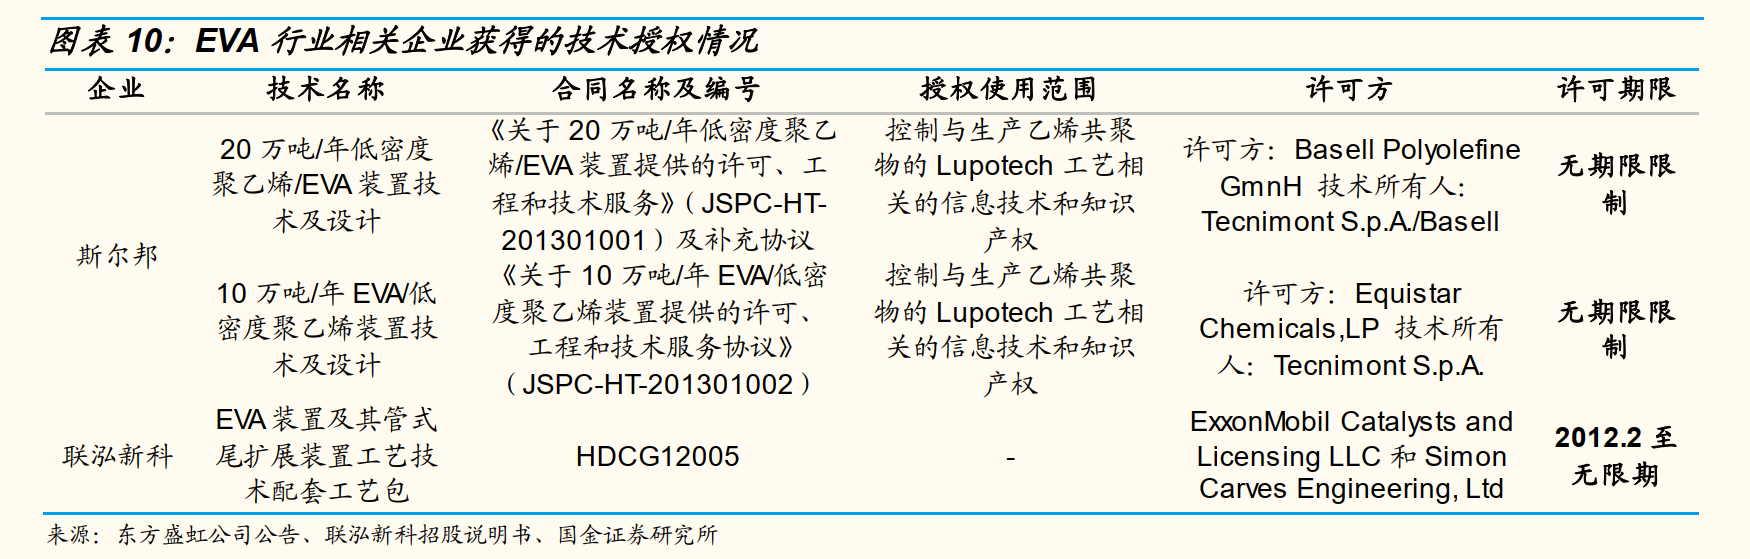 图表 10：EVA 行业相关企业获得的技术授权情况
企业 技术名称 合同名称及编号 授权使用范围 许可方 许可期限
斯尔邦
20 万吨/年低密度
聚乙烯/EVA 装置技
术及设计
《关于 20 万吨/年低密度聚乙
烯/EVA 装置提供的许可、工
程和技术服务》（JSPC-HT-
201301001）及补充协议
控制与生产乙烯共聚
物的 Lupotech 工艺相
关的信息技术和知识
产权
许可方：Basell Polyolefine
GmnH 技术所有人：
Tecnimont S.p.A./Basell
无期限限
制
10 万吨/年 EVA/低
密度聚乙烯装置技
术及设计
《关于 10 万吨/年 EVA/低密
度聚乙烯装置提供的许可、
工程和技术服务协议》
（JSPC-HT-201301002）
控制与生产乙烯共聚
物的 Lupotech 工艺相
关的信息技术和知识
产权
许可方：Equistar
Chemicals,LP 技术所有
人：Tecnimont S.p.A.
无期限限
制
联泓新科
EVA 装置及其管式
尾扩展装置工艺技
术配套工艺包
HDCG12005
-
ExxonMobil Catalysts and
Licensing LLC 和 Simon
Carves Engineering, Ltd
2012.2 至
无限期
来源：东方盛虹公司公告、联泓新科招股说明书、国金证券研究所